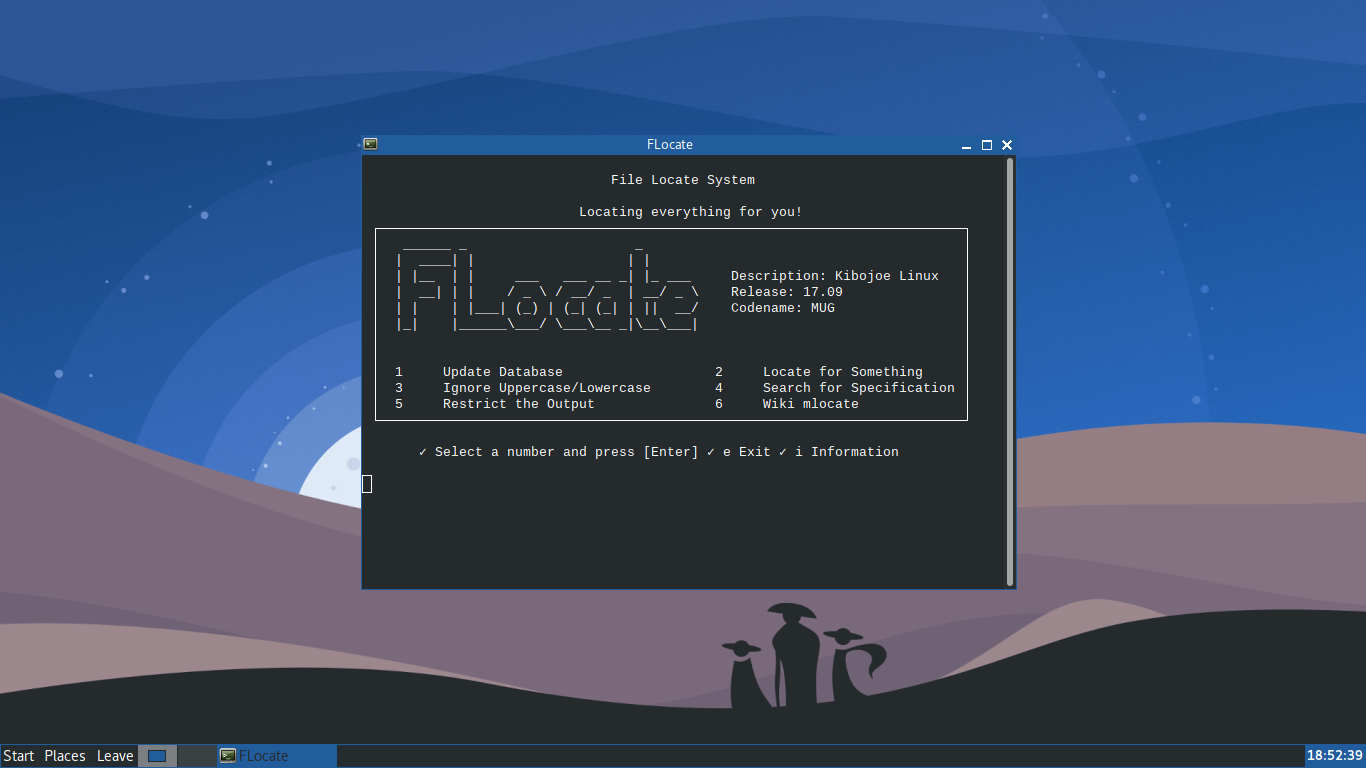 FLocate
File Locate System
Locating everything for you!
FLocate
Description: Kibojoe Linux
Release: 17.09
Codename: MUG
1 Update Database 2 Locate for Something
3 Ignore Uppercase/Lowercase 4 Search for Specification
5 Restrict the Output 6 Wiki mlocate
✓ Select a number and press [Enter] ✓ e Exit ✓ i Information
Start Places Leave FLocate 18:52:39